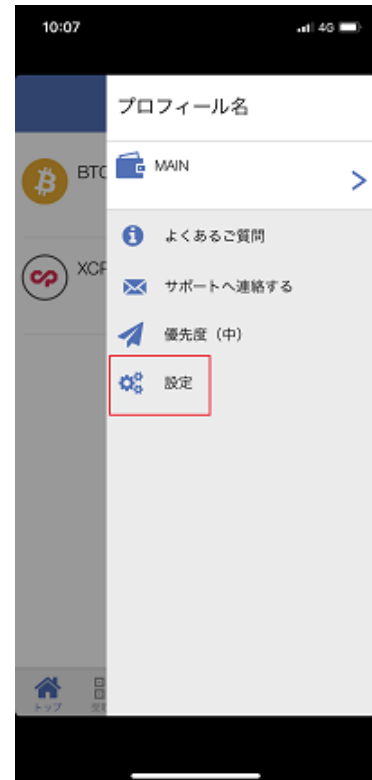 10:07
4G
プロフィール名
MAIN
BTC
よくあるご質問
XCP
サポートへ連絡する
優先度（中）
設定
トップ